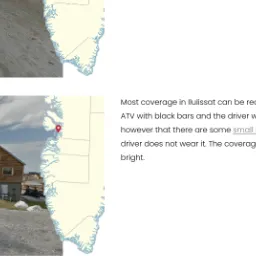 Most coverage in Ilulissat can be re
ATV with black bars and the driver w
however that there are some small
driver does not wear it. The coverag
bright.